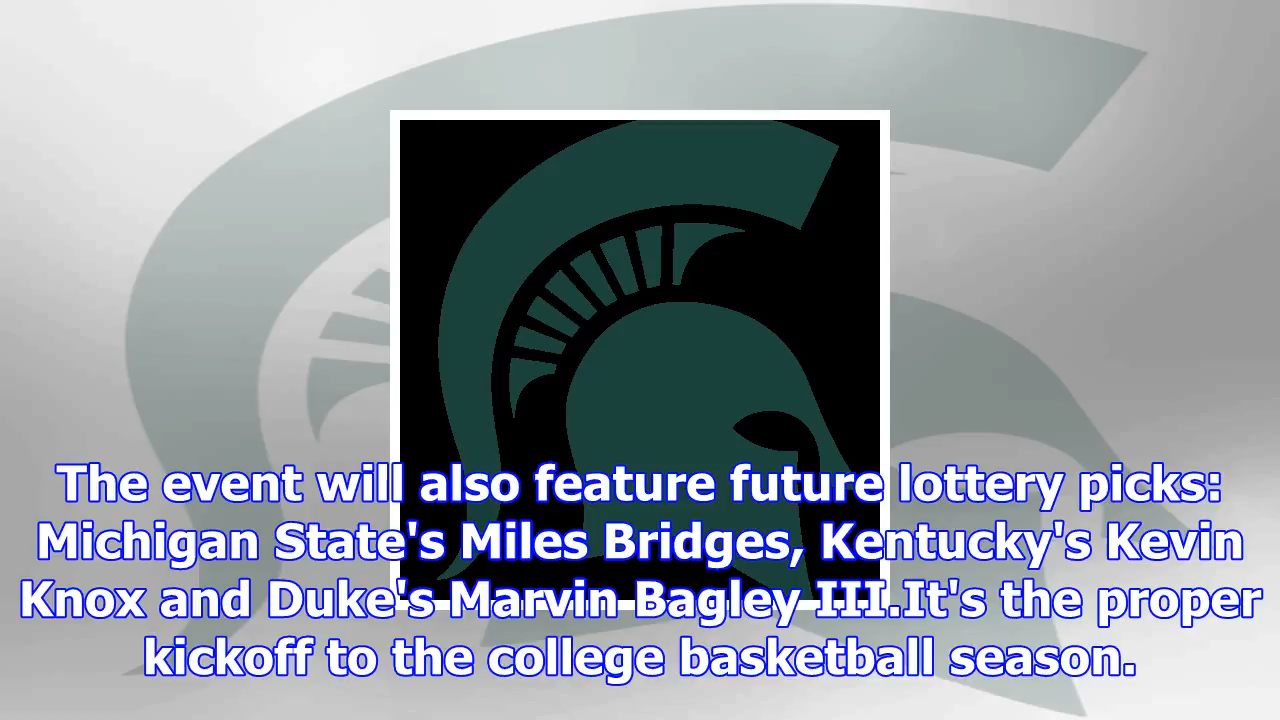 The event will also feature future lottery picks:
Michigan State's Miles Bridges, Kentucky's Kevin
Knox and Duke's Marvin Bagley III.It's the proper
kickoff to the college basketball season.